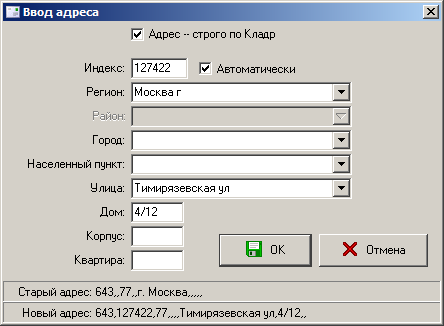 Ввод адреса
Адрес -- строго по Кладр
Индекс: 127422 Автоматически
Регион: Москва г
Район:
Город:
Населенный пункт:
Улица: Тимирязевская ул
Дом: 4/12
Корпус:
Квартира:
OK Отмена
Старый адрес: 643,,77,,г. Москва,,,,,
Новый адрес: 643,127422,77,,,,Тимирязевская ул,4/12,,